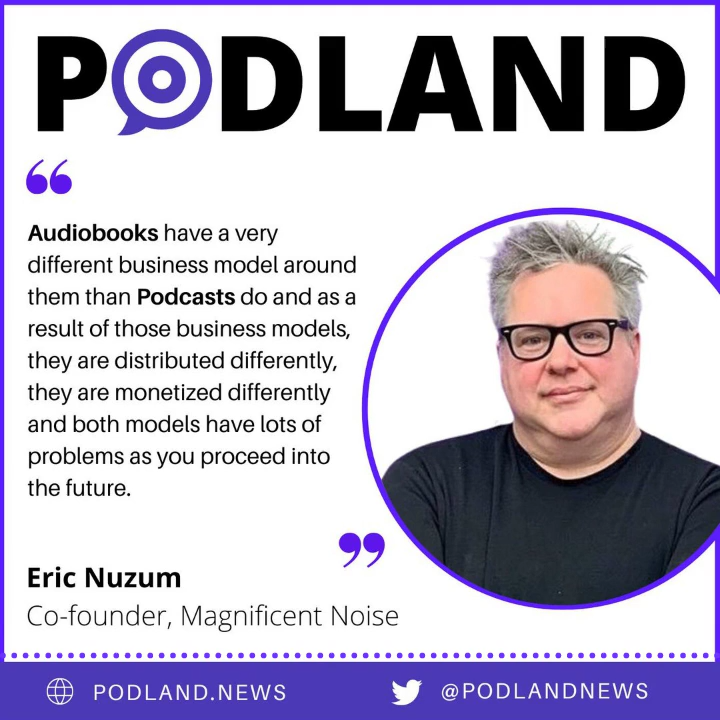 PODLAND
“
Audiobooks have a very
different business model around
them than Podcasts do and as a
result of those business models,
they are distributed differently,
they are monetized differently
and both models have lots of
problems as you proceed into
the future.
”
Eric Nuzum
Co-founder, Magnificent Noise
PODLAND.NEWS @PODLANDNEWS